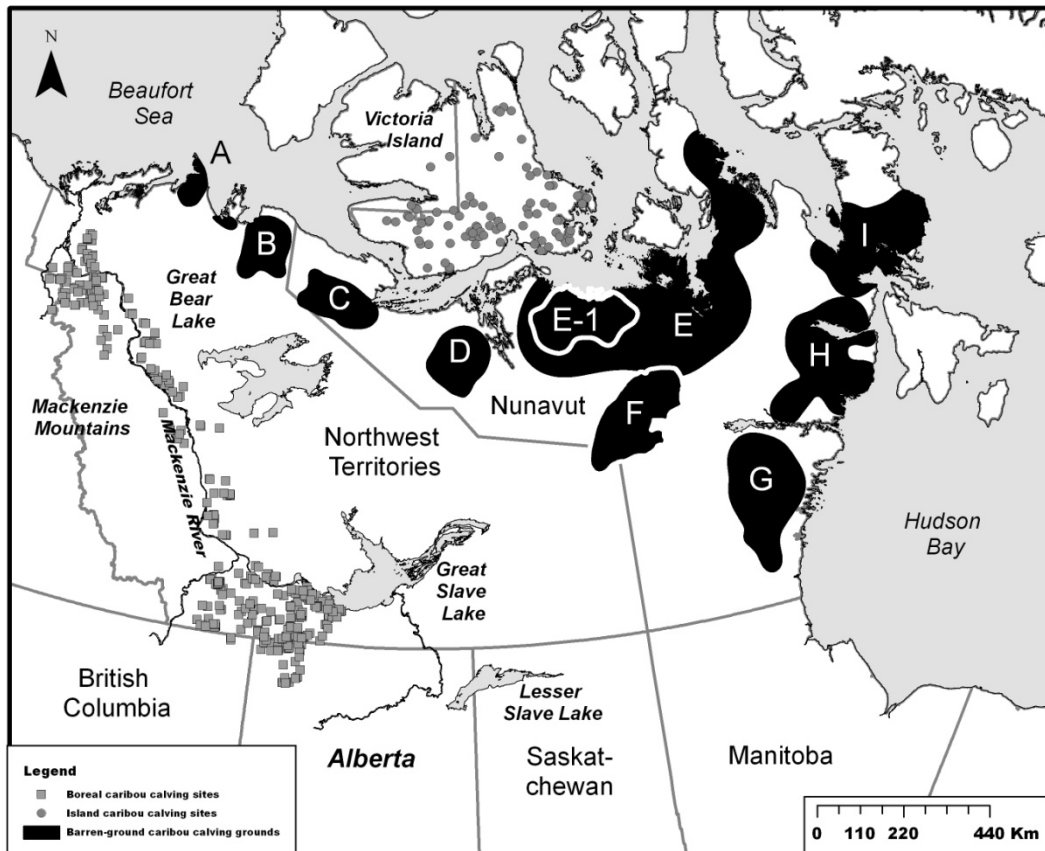 N
Beaufort
Sea
A
Victoria
Island
B
Great
Bear
Lake
C
I
E-1
E
D
H
Mackenzie
Mountains
Nunavut
F
Northwest
Territories
Mackenzie River
G
Hudson
Bay
Great
Slave
Lake
British
Columbia
Lesser
Slave Lake
Alberta
Saskat-
chewan
Manitoba
Legend
Boreal caribou calving sites
Island caribou calving sites
Barren-ground caribou calving grounds
0 110 220 440 Km